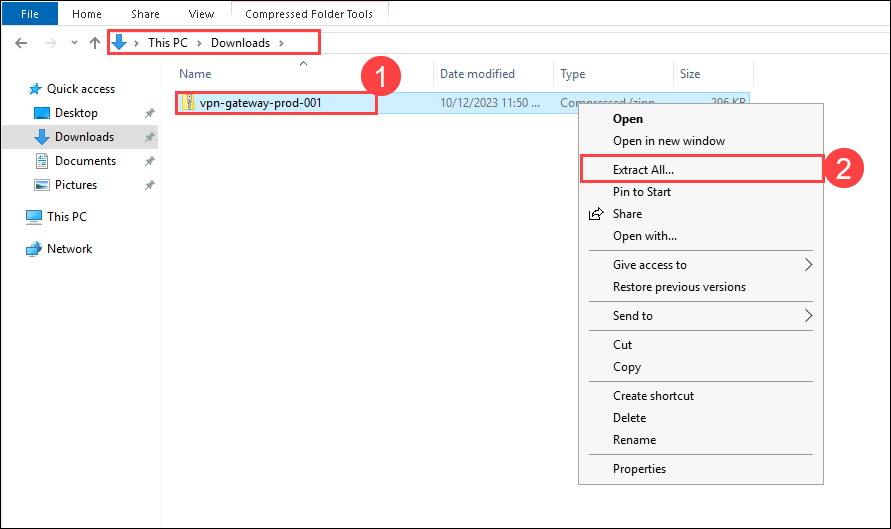 File Home Share View Compressed Folder Tools
This PC Downloads
Name Date modified Type Size
1
vpn-gateway-prod-001 10/12/2023 11:50 ... Compressed (zipp... 296 KB
Quick access
Desktop
Downloads
Documents
Pictures
This PC
Network
Open
Open in new window
Extract All...
2
Pin to Start
Share
Open with...
Give access to
Restore previous versions
Send to
Cut
Copy
Create shortcut
Delete
Rename
Properties